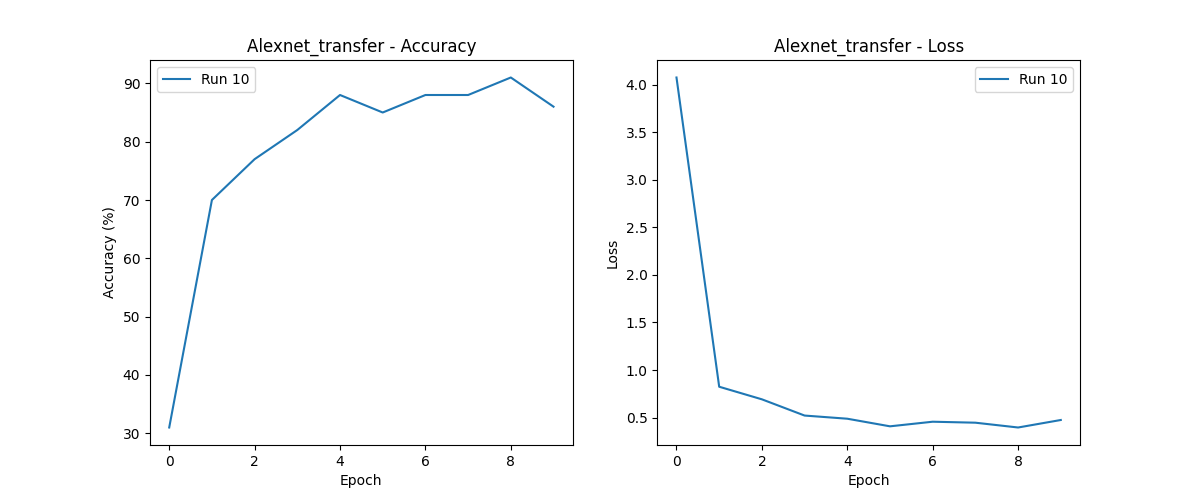 Alexnet_transfer - Accuracy
Run 10
90
80
70
60
50
40
30
Accuracy (%)
0 2 4 6 8
Epoch
Alexnet_transfer - Loss
Run 10
4.0
3.5
3.0
2.5
2.0
1.5
1.0
0.5
Loss
0 2 4 6 8
Epoch